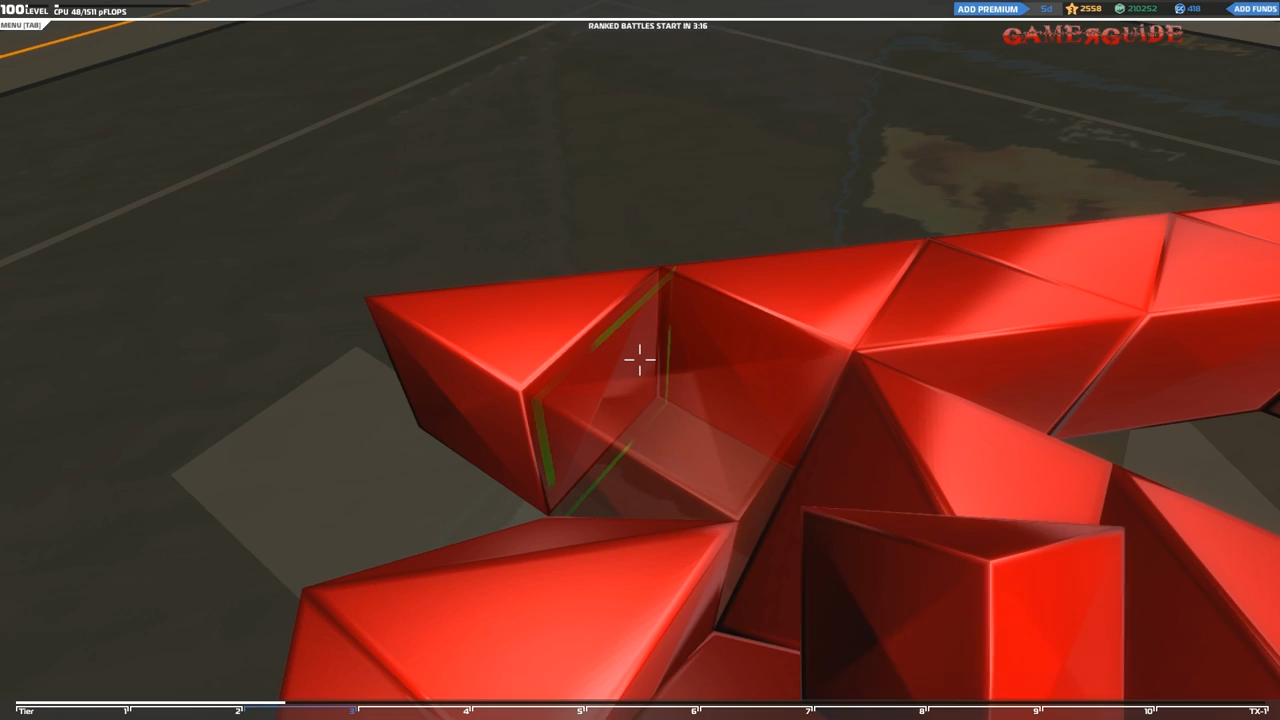 100 LEVEL CPU 48/1511 pFLOPS
ADD PREMIUM 5d 2558 210252 418 ADD FUNDS
MENU [TAB]
RANKED BATTLES START IN 3:16
GAMERGUIDE
Tier 1 2 3 4 5 6 7 8 9 10 TX-1